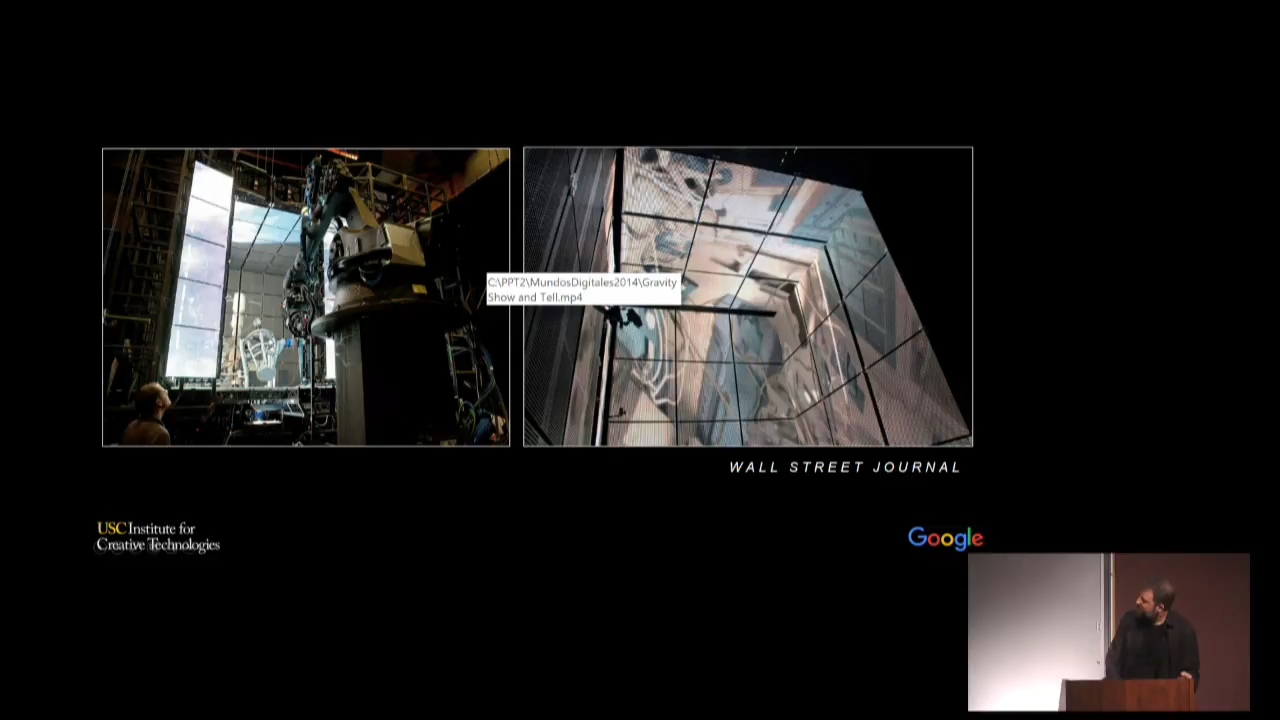 C:\PPT2\MundosDigitales2014\Gravity
Show and Tell.mp4
WALL STREET JOURNAL
USC Institute for
Creative Technologies
Google